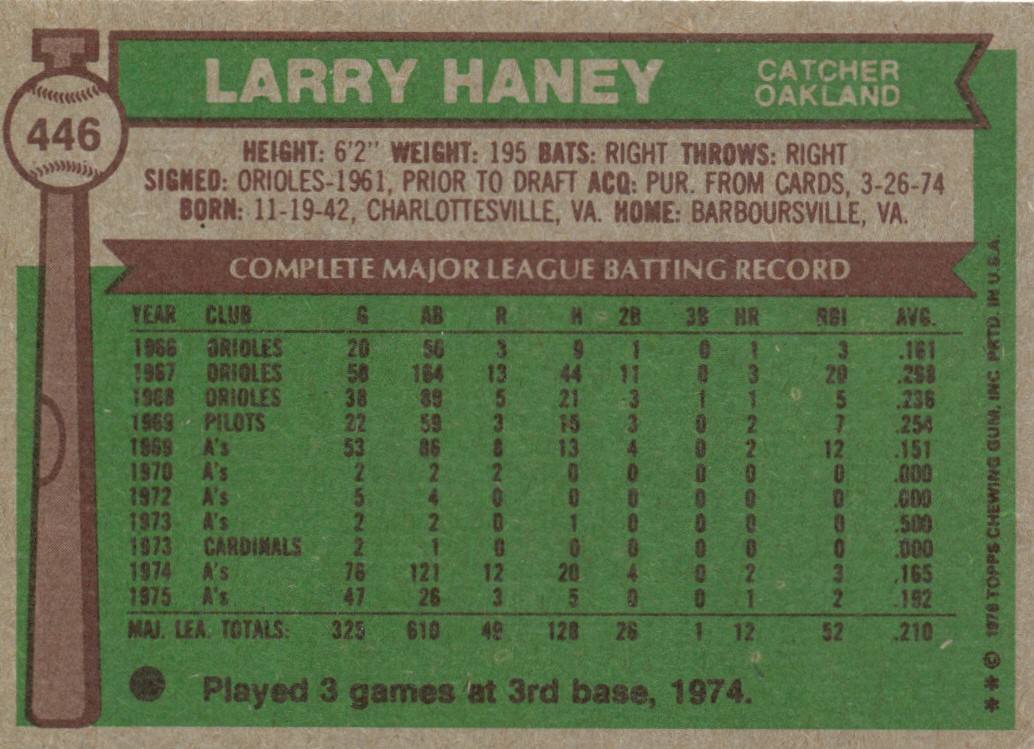 LARRY HANEY
CATCHER
OAKLAND
446
HEIGHT: 6'2" WEIGHT: 195 BATS: RIGHT THROWS: RIGHT
SIGNED: ORIOLES-1961, PRIOR TO DRAFT ACQ: PUR. FROM CARDS, 3-26-74
BORN: 11-19-42, CHARLOTTESVILLE, VA. HOME: BARBOURSVILLE, VA.
COMPLETE MAJOR LEAGUE BATTING RECORD
YEAR CLUB G AB R H 2B 3B HR RBI AVG.
1966 ORIOLES 20 56 3 9 1 0 1 3 .161
1967 ORIOLES 58 164 13 44 11 0 3 20 .268
1968 ORIOLES 38 89 5 21 3 1 1 5 .236
1969 PILOTS 22 59 3 15 3 0 2 7 .254
1969 A's 53 86 8 13 4 0 2 12 .151
1970 A's 2 2 2 0 0 0 0 0 .000
1972 A's 5 4 0 0 0 0 0 0 .000
1973 A's 2 2 0 1 0 0 0 0 .500
1973 CARDINALS 2 1 0 0 0 0 0 0 .000
1974 A's 76 121 12 20 4 0 2 3 .165
1975 A's 47 26 3 5 0 0 1 2 .192
MAJ. LEA. TOTALS: 325 610 49 128 26 1 12 52 .210
Played 3 games at 3rd base, 1974.
** © 1976 TOPPS CHEWING GUM, INC. PRTD. IN U.S.A.